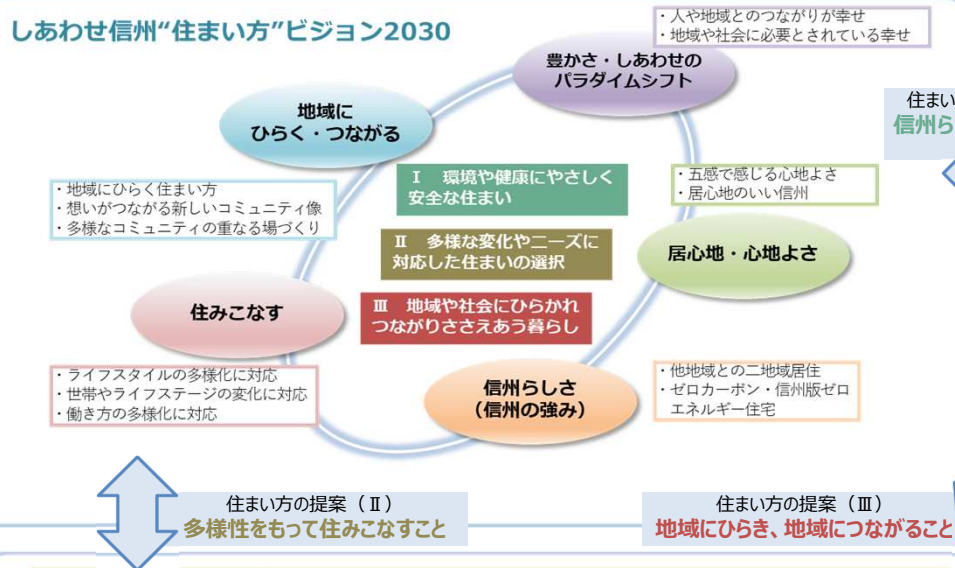 しあわせ信州“住まい方”ビジョン2030
・人や地域とのつながりが幸せ
・地域や社会に必要とされている幸せ
豊かさ・しあわせの
パラダイムシフト
地域に
ひらく・つながる
住まい
信州ら
Ⅰ 環境や健康にやさしく
安全な住まい
・五感で感じる心地よさ
・居心地のいい信州
・地域にひらく住まい方
・想いがつながる新しいコミュニティ像
・多様なコミュニティの重なる場づくり
Ⅱ 多様な変化やニーズに
対応した住まいの選択
居心地・心地よさ
住みこなす
Ⅲ 地域や社会にひらかれ
つながりささえあう暮らし
・ライフスタイルの多様化に対応
・世帯やライフステージの変化に対応
・働き方の多様化に対応
信州らしさ
（信州の強み）
・他地域との二地域居住
・ゼロカーボン・信州版ゼロ
エネルギー住宅
住まい方の提案（Ⅱ）
多様性をもって住みこなすこと
住まい方の提案（Ⅲ）
地域にひらき、地域につながること